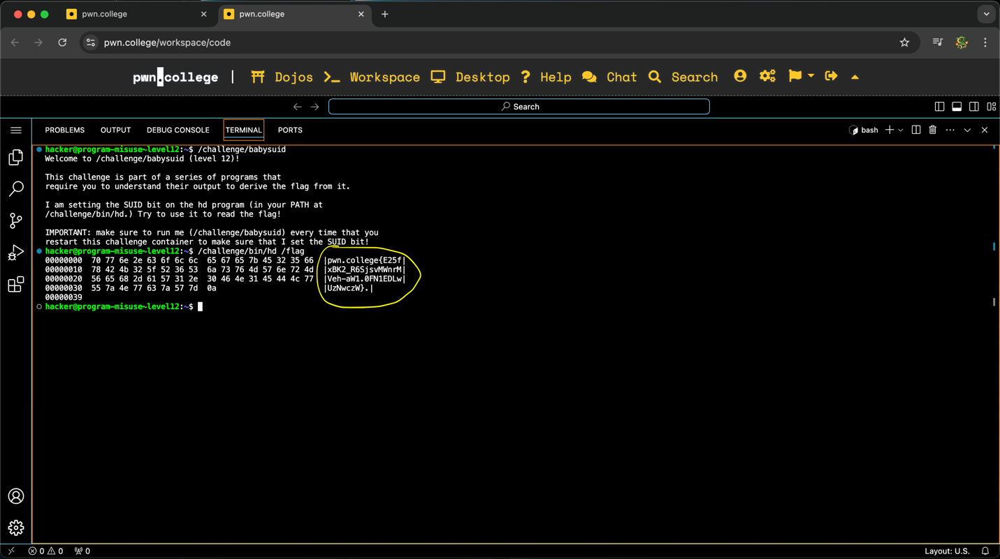 pwn.college
pwn.college
pwn.college/workspace/code
pwn.college | Dojos Workspace Desktop ? Help Chat Search
Search
PROBLEMS OUTPUT DEBUG CONSOLE TERMINAL PORTS bash
hacker@program-misuse~level12:~$ /challenge/babysuid
Welcome to /challenge/babysuid (level 12)!
This challenge is part of a series of programs that
require you to understand their output to derive the flag from it.
I am setting the SUID bit on the hd program (in your PATH at
/challenge/bin/hd.) Try to use it to read the flag!
IMPORTANT: make sure to run me (/challenge/babysuid) every time that you
restart this challenge container to make sure that I set the SUID bit!
hacker@program-misuse~level12:~$ /challenge/bin/hd /flag
00000000  70 77 6e 2e 63 6f 6c 6c  65 67 65 7b 45 32 35 66  |pwn.college{E25f|
00000010  78 42 4b 32 5f 52 36 53  6a 73 76 4d 57 6e 72 4d  |xBK2_R6SjsvMWnrM|
00000020  56 65 68 2d 61 57 31 2e  30 46 4e 31 45 44 4c 77  |Veh-aW1.0FN1EDLw|
00000030  55 7a 4e 77 63 7a 57 7d  0a  |UzNwczW}.|
00000039
hacker@program-misuse~level12:~$
0 0 0 Layout: U.S.